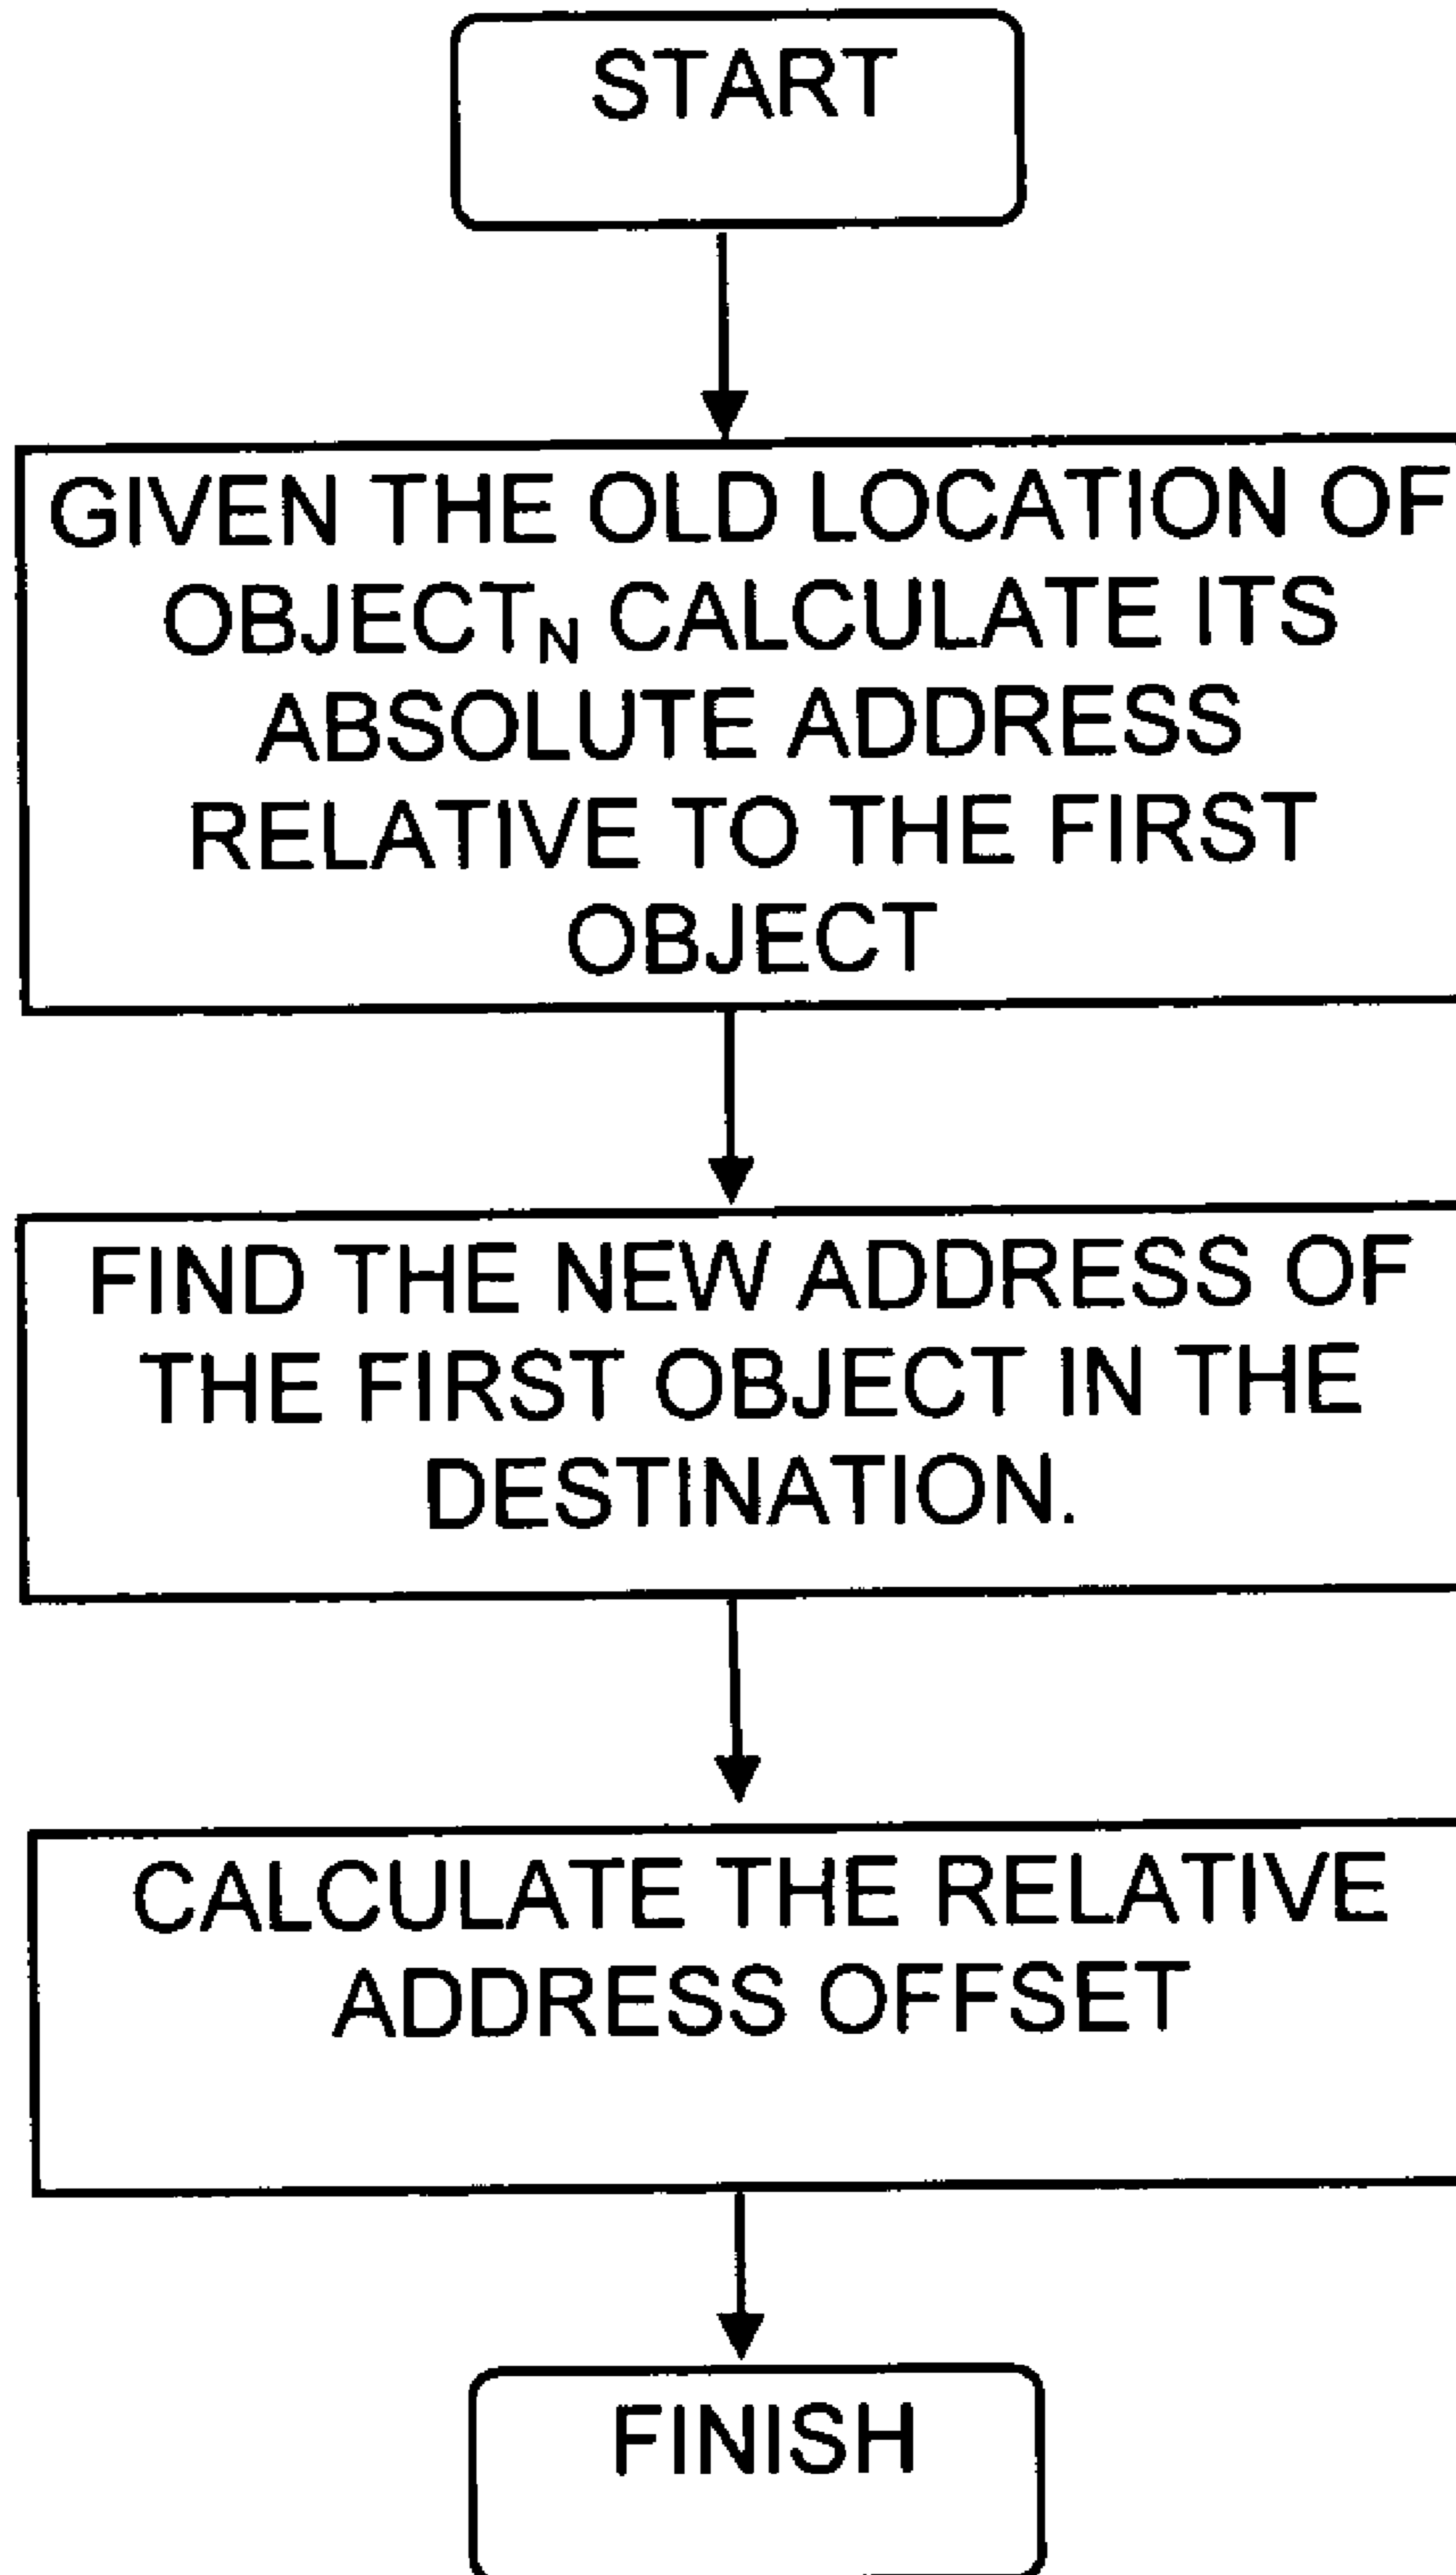 START
GIVEN THE OLD LOCATION OF
OBJECTN CALCULATE ITS
ABSOLUTE ADDRESS
RELATIVE TO THE FIRST
OBJECT
FIND THE NEW ADDRESS OF
THE FIRST OBJECT IN THE
DESTINATION.
CALCULATE THE RELATIVE
ADDRESS OFFSET
FINISH